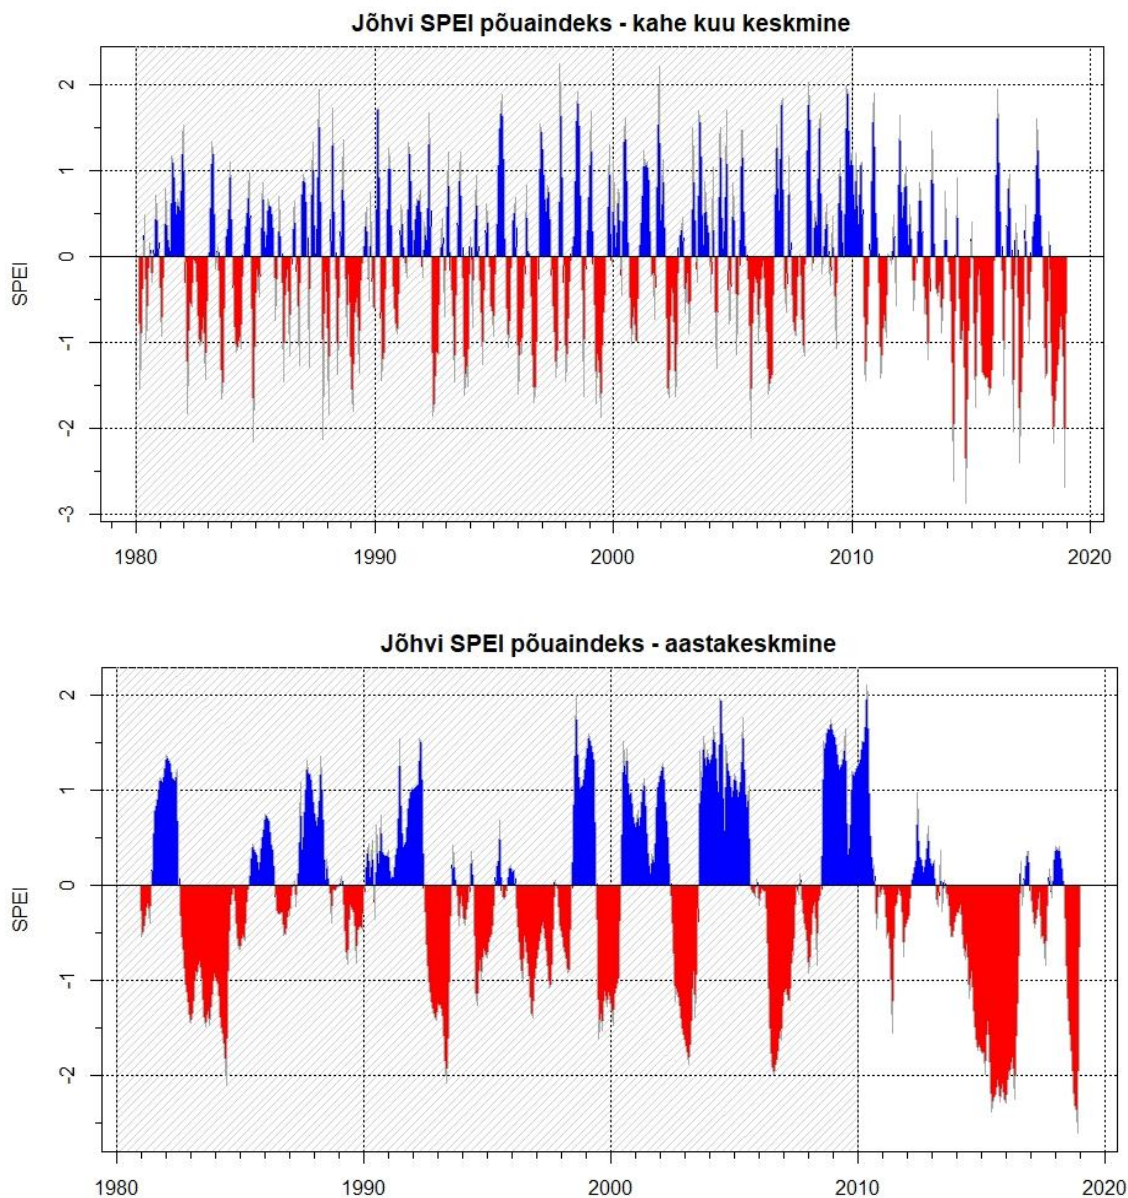 Jõhvi SPEI põuaindeks - kahe kuu keskmine
SPEI
2
1
0
-1
-2
-3
1980 1990 2000 2010 2020
Jõhvi SPEI põuaindeks - aastakeskmine
SPEI
2
1
0
-1
-2
1980 1990 2000 2010 2020